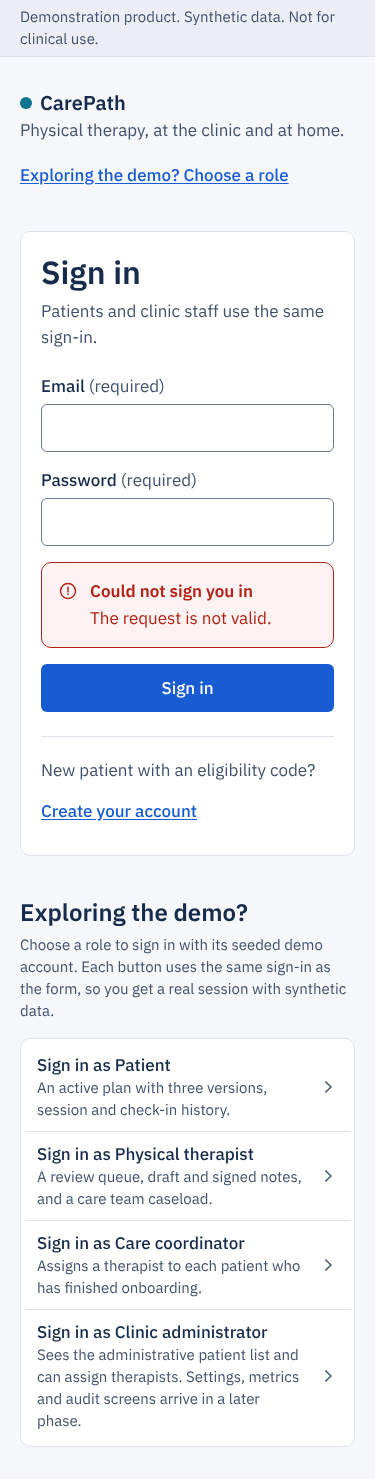 Demonstration product. Synthetic data. Not for
clinical use.
CarePath
Physical therapy, at the clinic and at home.
Exploring the demo? Choose a role
Sign in
Patients and clinic staff use the same
sign-in.
Email (required)
Password (required)
Could not sign you in
The request is not valid.
Sign in
New patient with an eligibility code?
Create your account
Exploring the demo?
Choose a role to sign in with its seeded demo
account. Each button uses the same sign-in as
the form, so you get a real session with synthetic
data.
Sign in as Patient
An active plan with three versions,
session and check-in history.
Sign in as Physical therapist
A review queue, draft and signed notes,
and a care team caseload.
Sign in as Care coordinator
Assigns a therapist to each patient who
has finished onboarding.
Sign in as Clinic administrator
Sees the administrative patient list and
can assign therapists. Settings, metrics
and audit screens arrive in a later
phase.